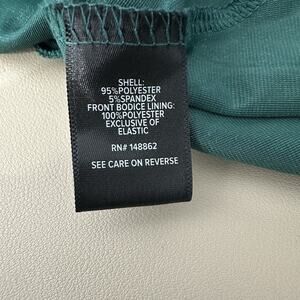 SHELL:
95%POLYESTER
5%SPANDEX
FRONT BODICE LINING:
100%POLYESTER
EXCLUSIVE OF
ELASTIC
RN# 148862
SEE CARE ON REVERSE